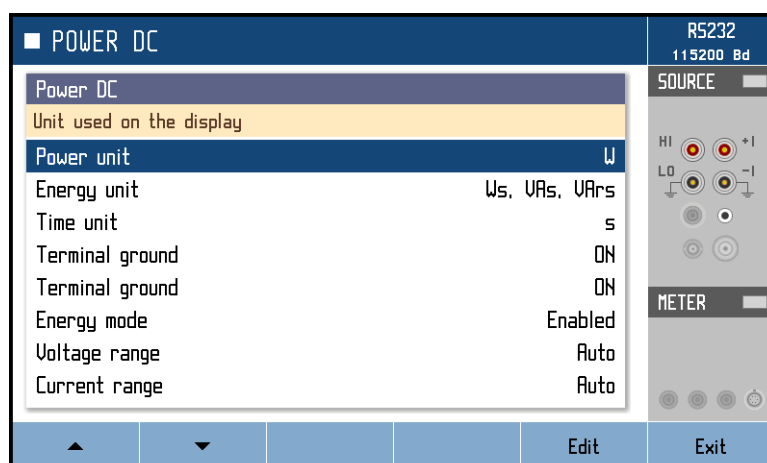 POWER DC
RS232
115200 Bd
Power DC
Unit used on the display
Power unit W
Energy unit Ws, VAs, VArs
Time unit s
Terminal ground ON
Terminal ground ON
Energy mode Enabled
Voltage range Auto
Current range Auto
SOURCE
HI +I
LO -I
METER
Edit Exit